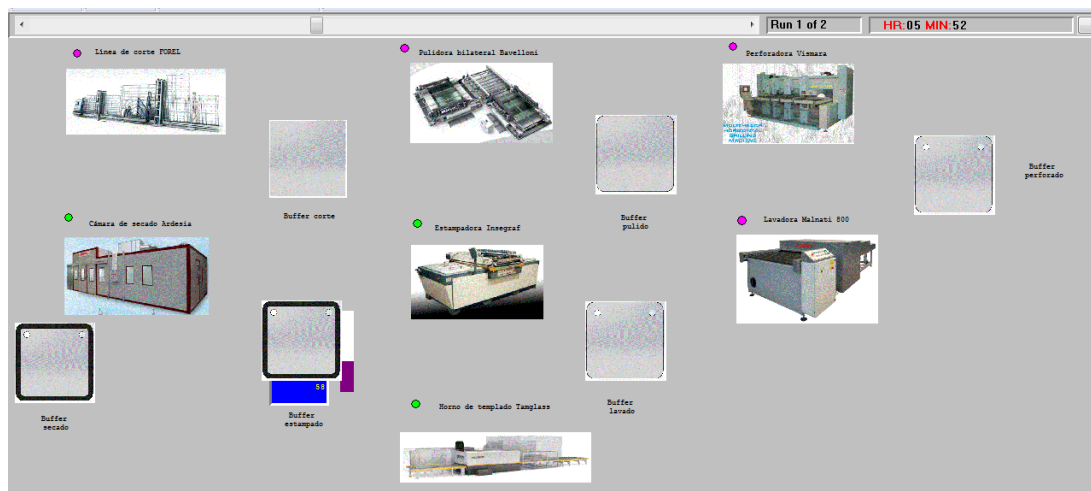 Run 1 of 2
HR:05 MIN:52
Linea de corte FOREL
Pulidora bilateral Bavelloni
Perforadora Vismara
Buffer corte
Buffer
pulido
Buffer
perforado
Cámara de secado Ardesia
Estampadora Insegraf
Lavadora Malnati 800
58
Buffer
secado
Buffer
estampado
Buffer
lavado
Horno de templado Tamglass